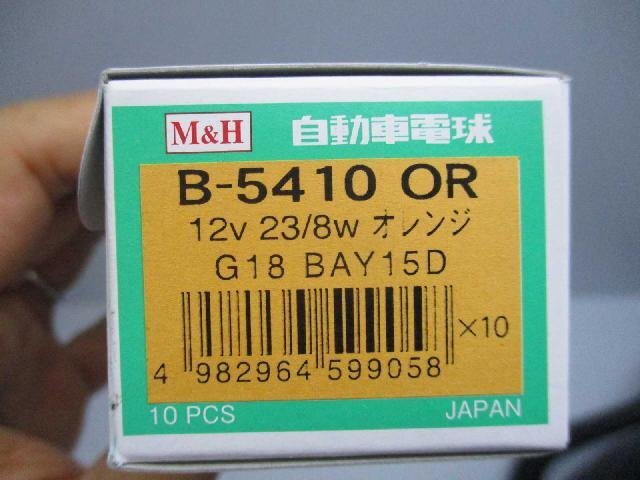 M&H 自動車電球
B-5410 OR
12v 23/8w オレンジ
G18 BAY15D
×10
4 982964 599058
10 PCS JAPAN